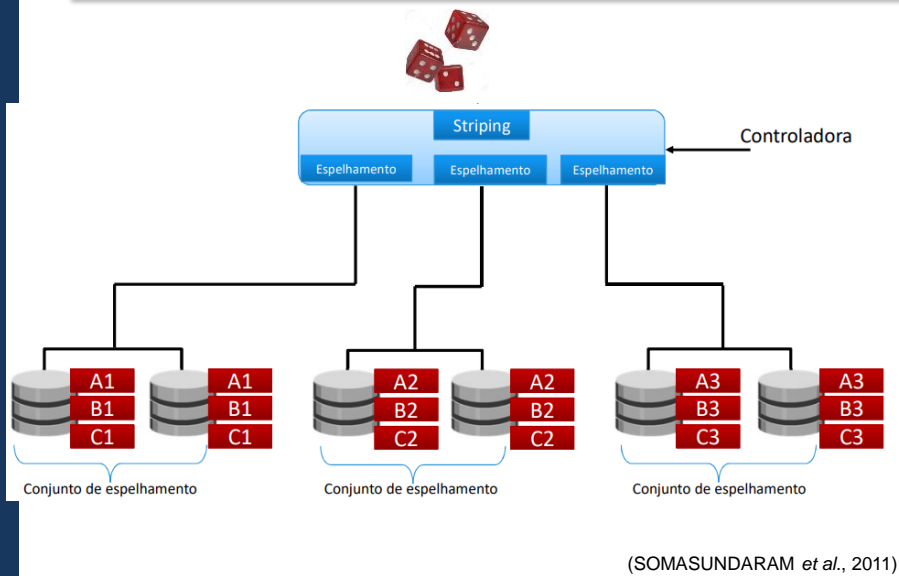 Striping
Controladora
Espelhamento
Espelhamento
Espelhamento
A1
A1
A2
A2
A3
A3
B1
B1
B2
B2
B3
B3
C1
C1
C2
C2
C3
C3
Conjunto de espelhamento
Conjunto de espelhamento
Conjunto de espelhamento
(SOMASUNDARAM et al., 2011)